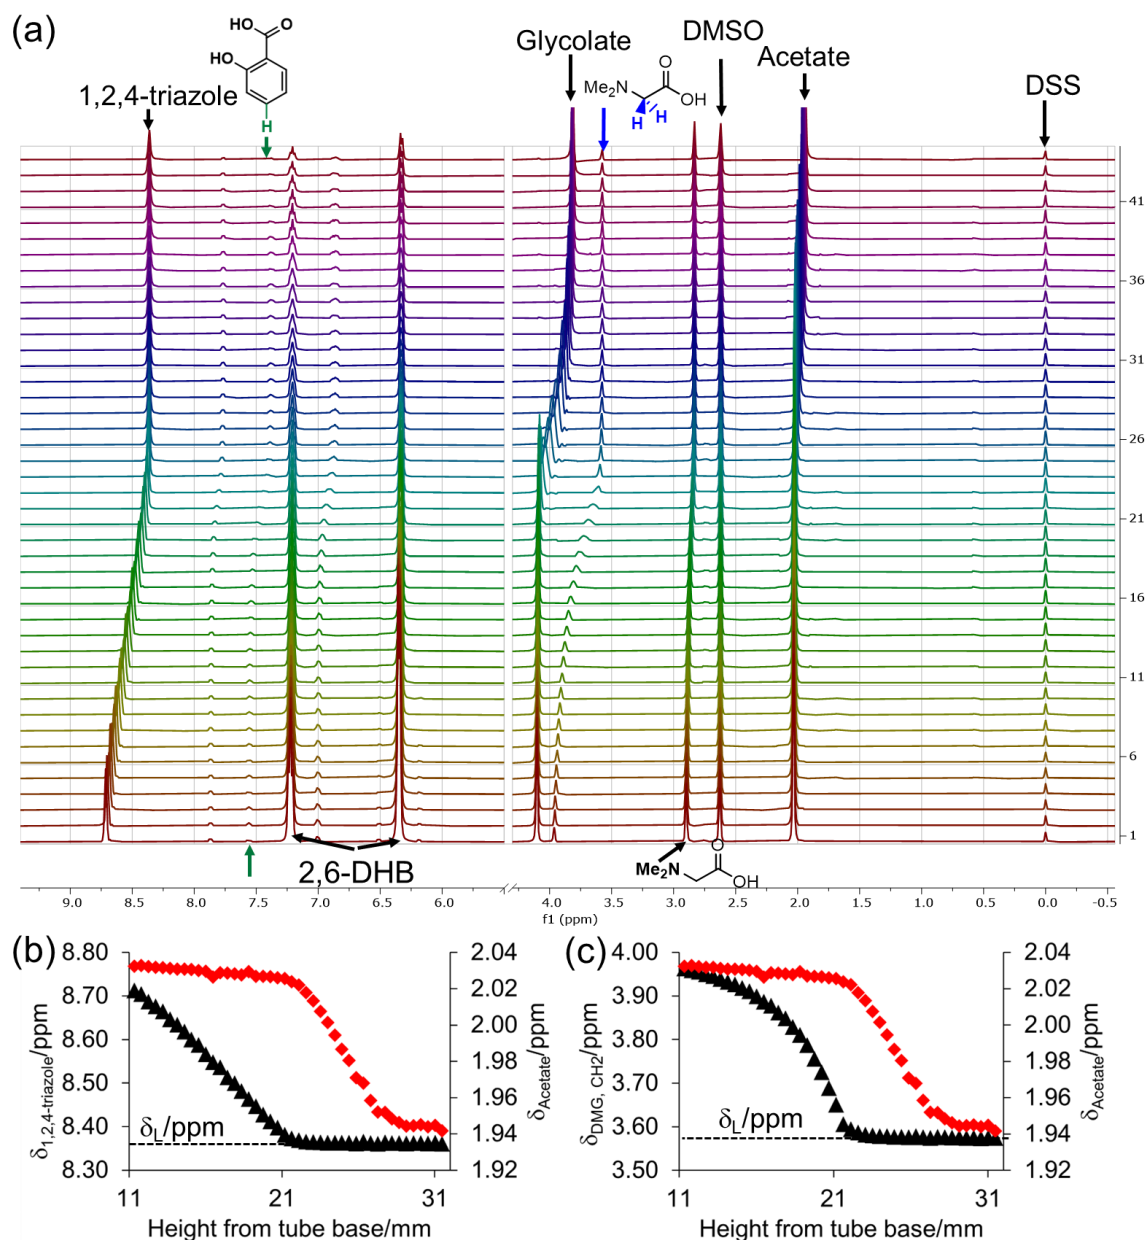 (a)
HO
O
HO
H
1,2,4-triazole
Glycolate
Me2N
O
OH
H
H
DMSO
Acetate
DSS
41
36
31
26
21
16
11
6
1
2,6-DHB
Me2N
O
OH
9.0 8.5 8.0 7.5 7.0 6.5 6.0 4.0 3.5 3.0 2.5 2.0 1.5 1.0 0.5 0.0 -0.5
f1 (ppm)
(b)
δ1,2,4-triazole/ppm
8.80
8.70
8.60
8.50
8.40
8.30
δL/ppm
2.04
2.02
2.00
1.98
1.96
1.94
1.92
δAcetate/ppm
11 21 31
Height from tube base/mm
(c)
δDMG, CH2/ppm
4.00
3.90
3.80
3.70
3.60
3.50
δL/ppm
2.04
2.02
2.00
1.98
1.96
1.94
1.92
δAcetate/ppm
11 21 31
Height from tube base/mm